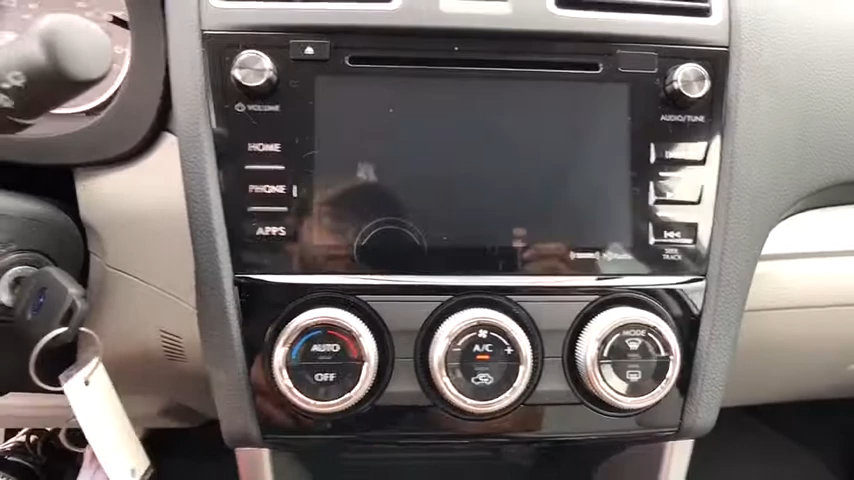 VOLUME
HOME
PHONE
APPS
AUDIO/TUNE
SEEK
TRACK
AUTO
OFF
A/C
MODE